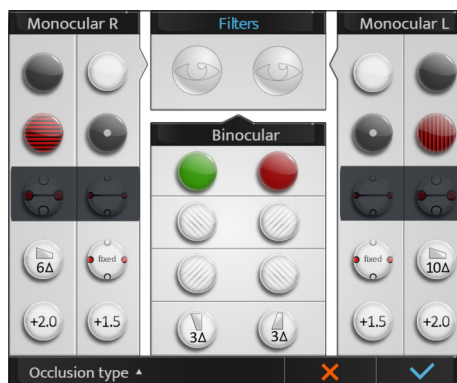 Monocular R
Filters
Monocular L
Binocular
6Δ
fixed
fixed
10Δ
+2.0
+1.5
3Δ
3Δ
+1.5
+2.0
Occlusion type